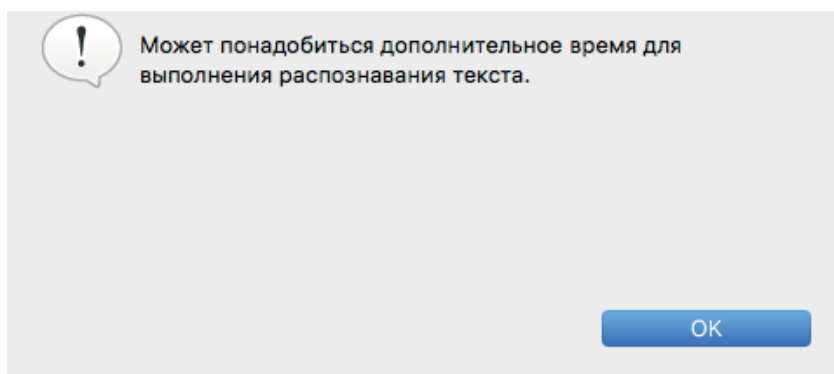 Может понадобиться дополнительное время для
выполнения распознавания текста.
OK